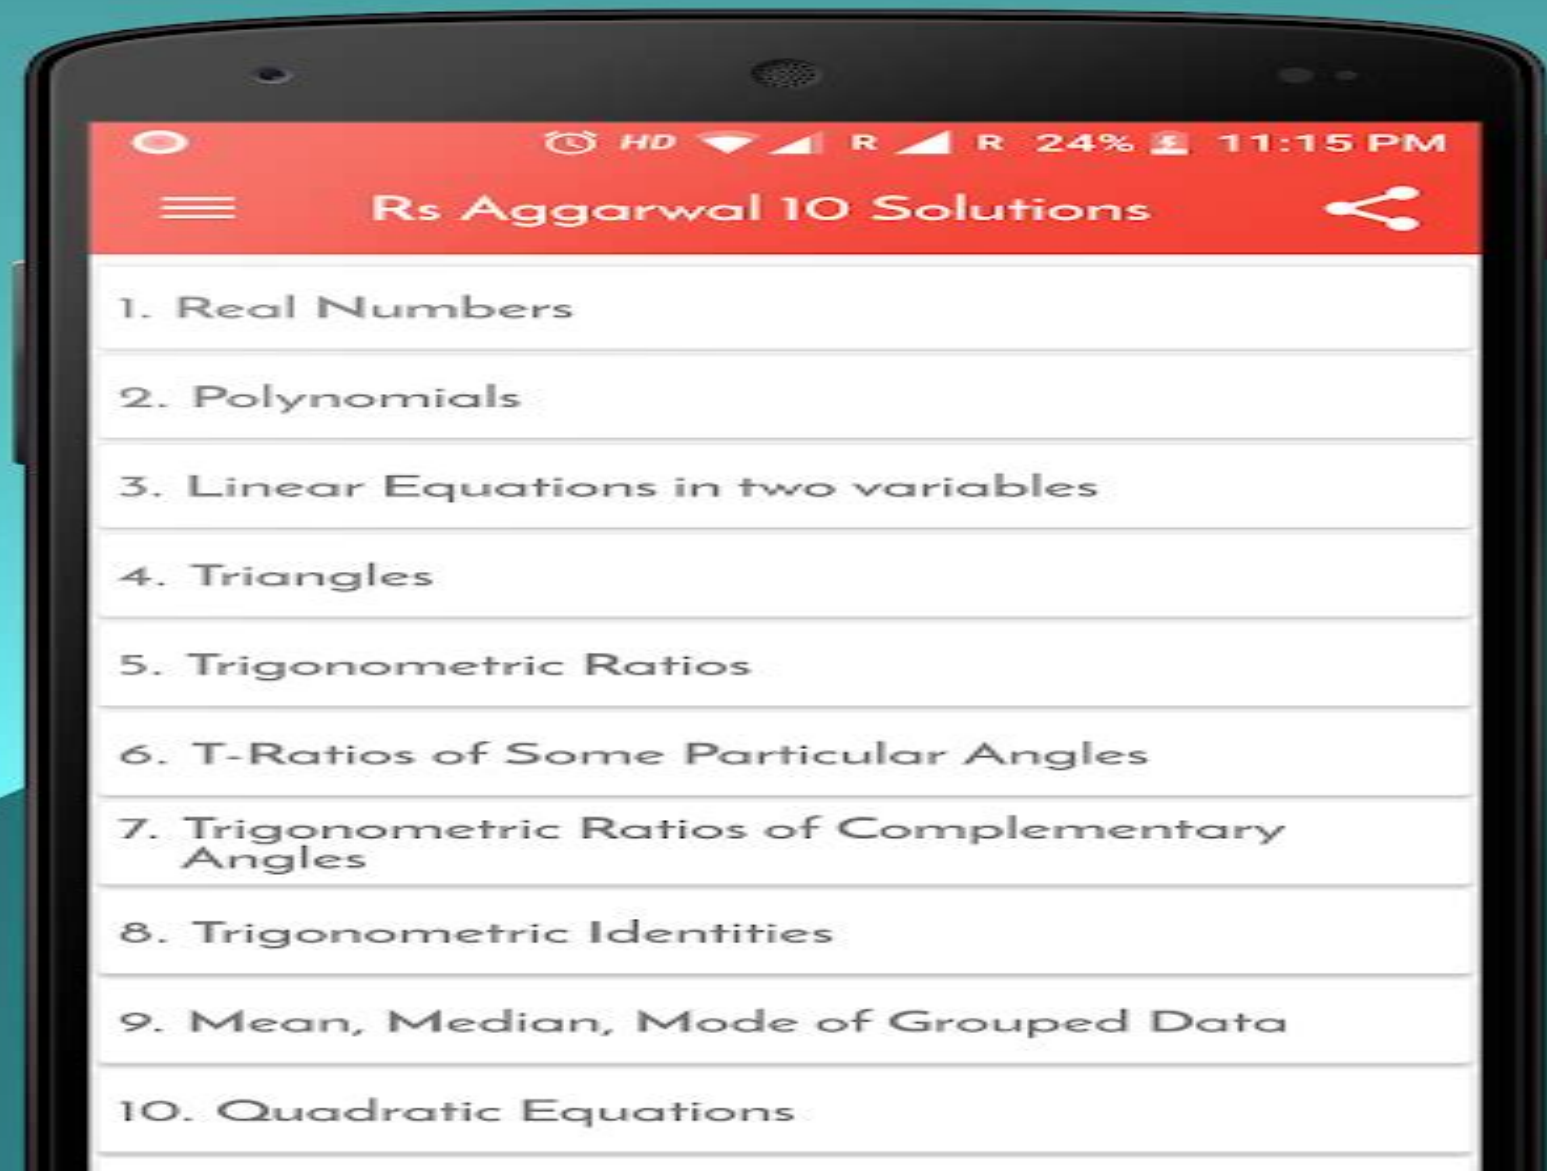 HD R R 24% 11:15 PM
Rs Aggarwal 10 Solutions
1. Real Numbers
2. Polynomials
3. Linear Equations in two variables
4. Triangles
5. Trigonometric Ratios
6. T-Ratios of Some Particular Angles
7. Trigonometric Ratios of Complementary
Angles
8. Trigonometric Identities
9. Mean, Median, Mode of Grouped Data
10. Quadratic Equations